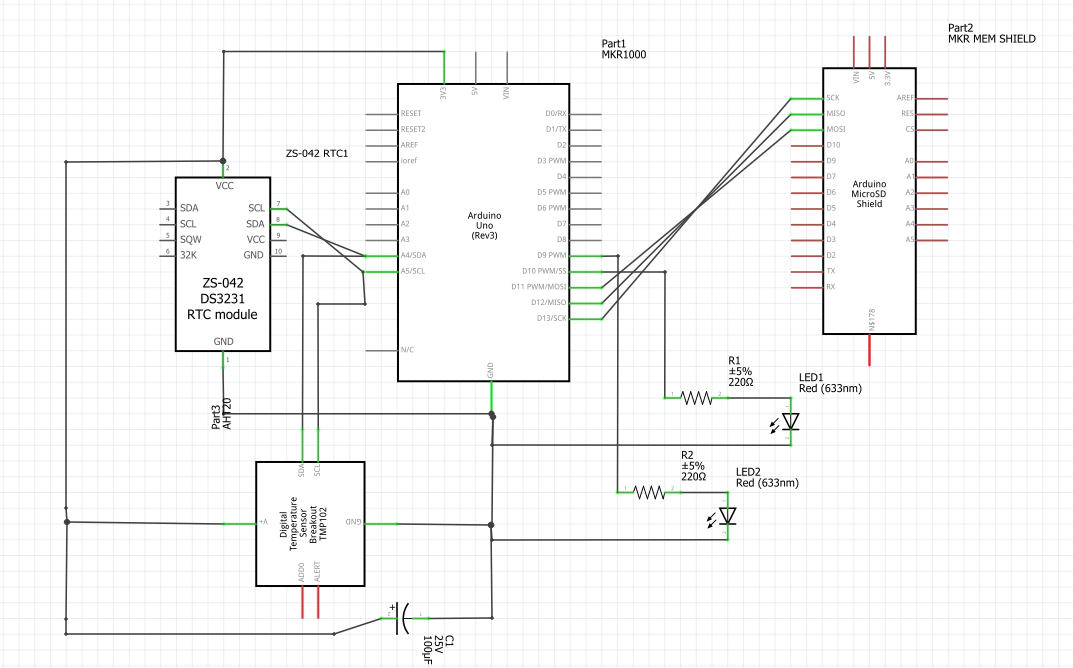 Part1
MKR1000
Part2
MKR MEM SHIELD
ZS-042 RTC1
3V3
5V
VIN
RESET
RESET2
AREF
ioref
A0
A1
A2
A3
A4/SDA
A5/SCL
N/C
Arduino
Uno
(Rev3)
D0/RX
D1/TX
D2
D3 PWM
D4
D5 PWM
D6 PWM
D7
D8
D9 PWM
D10 PWM/SS
D11 PWM/MOSI
D12/MISO
D13/SCK
GND
VIN
5V
3.3V
SCK
MISO
MOSI
D10
D9
D7
D6
D5
D4
D3
D2
TX
RX
Arduino
MicroSD
Shield
AREF
RES
CS
A0
A1
A2
A3
A4
A5
N$178
2
VCC
3 SDA
4 SCL
5 SQW
6 32K
SCL 7
SDA 8
VCC 9
GND 10
ZS-042
DS3231
RTC module
GND
1
Part3
AHT20
SDA
SCL
V+
GND
Digital
Temperature
Sensor
Breakout
TMP102
ADD0
ALERT
R1
±5%
220Ω
1
2
LED1
Red (633nm)
R2
±5%
220Ω
1
2
LED2
Red (633nm)
+
2
1
C1
25V
100µF